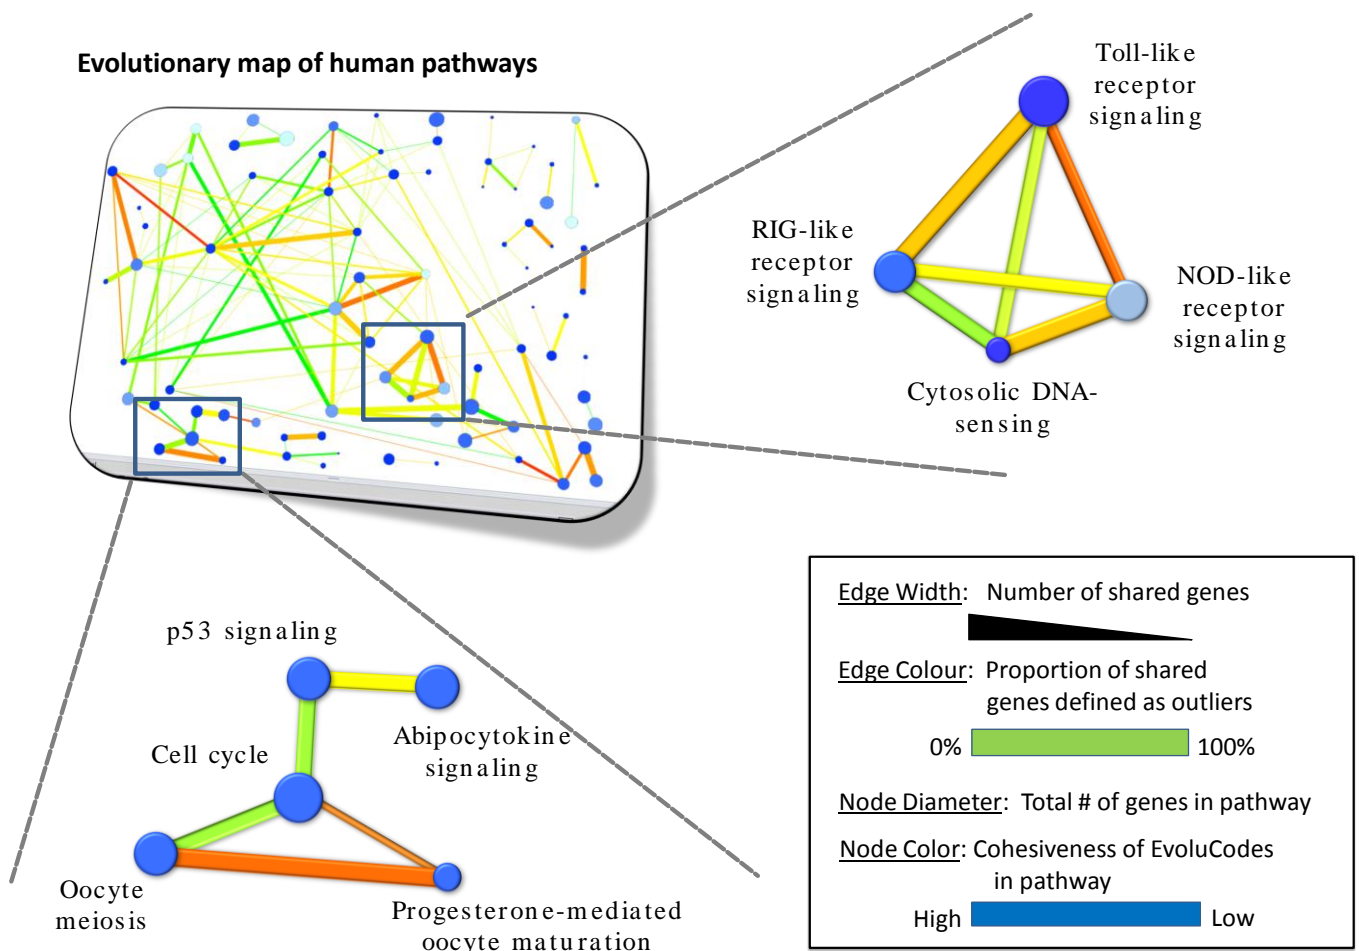 Evolutionary map of human pathways
Toll-like
receptor
signaling
RIG-like
receptor
signaling
NOD-like
receptor
signaling
Cytosolic DNA-
sensing
p53 signaling
Abipocytokine
signaling
Cell cycle
Oocyte
meiosis
Progesterone-mediated
oocyte maturation
Edge Width: Number of shared genes
Edge Colour: Proportion of shared
genes defined as outliers
0% 100%
Node Diameter: Total # of genes in pathway
Node Color: Cohesiveness of EvoluCodes
in pathway
High Low